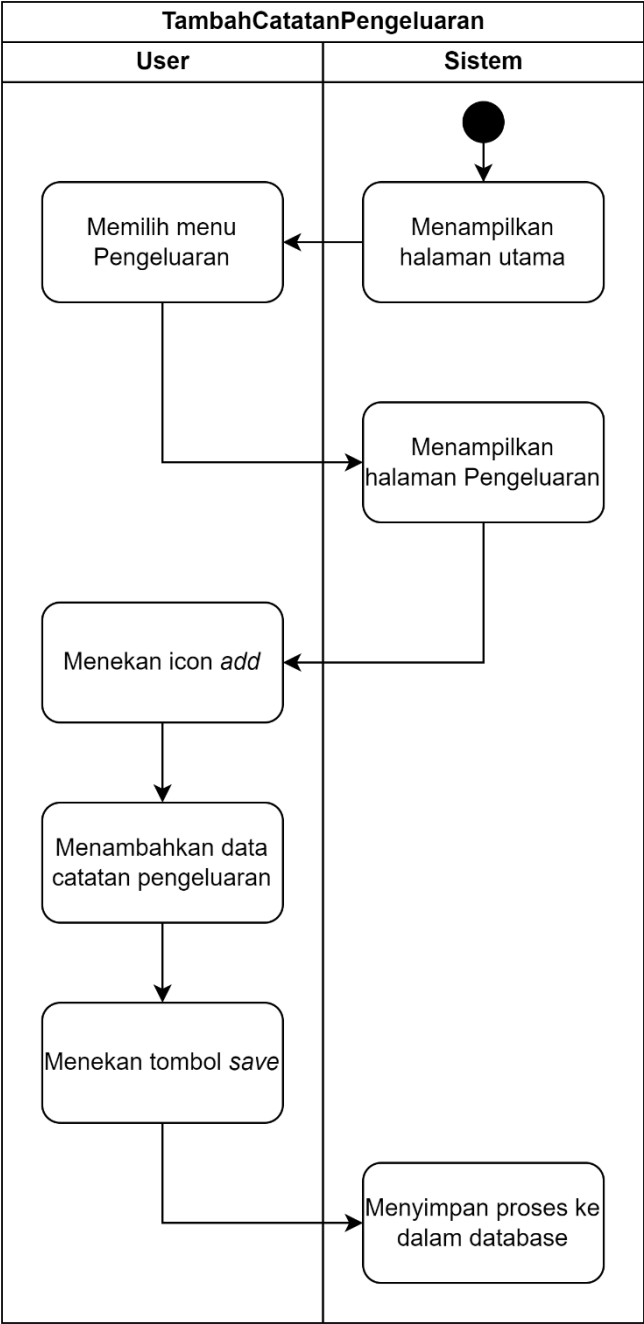 TambahCatatanPengeluaran
User
Sistem
Menampilkan
halaman utama
Memilih menu
Pengeluaran
Menampilkan
halaman Pengeluaran
Menekan icon add
Menambahkan data
catatan pengeluaran
Menekan tombol save
Menyimpan proses ke
dalam database